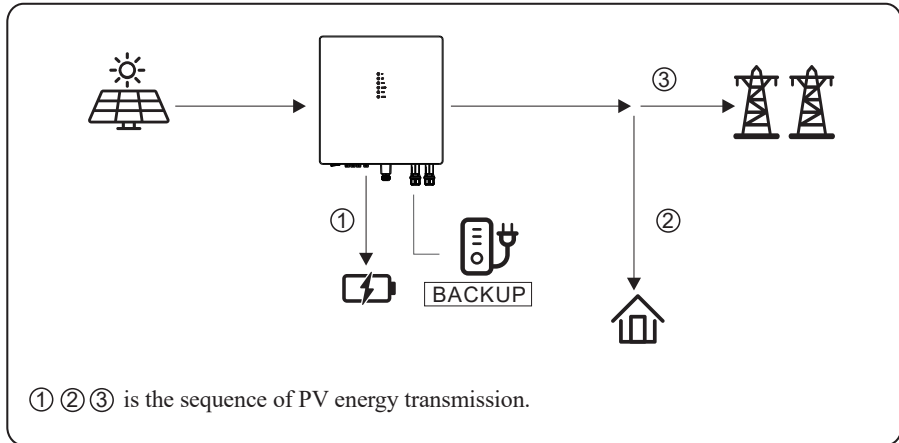 ③
①
②
BACKUP
① ② ③ is the sequence of PV energy transmission.